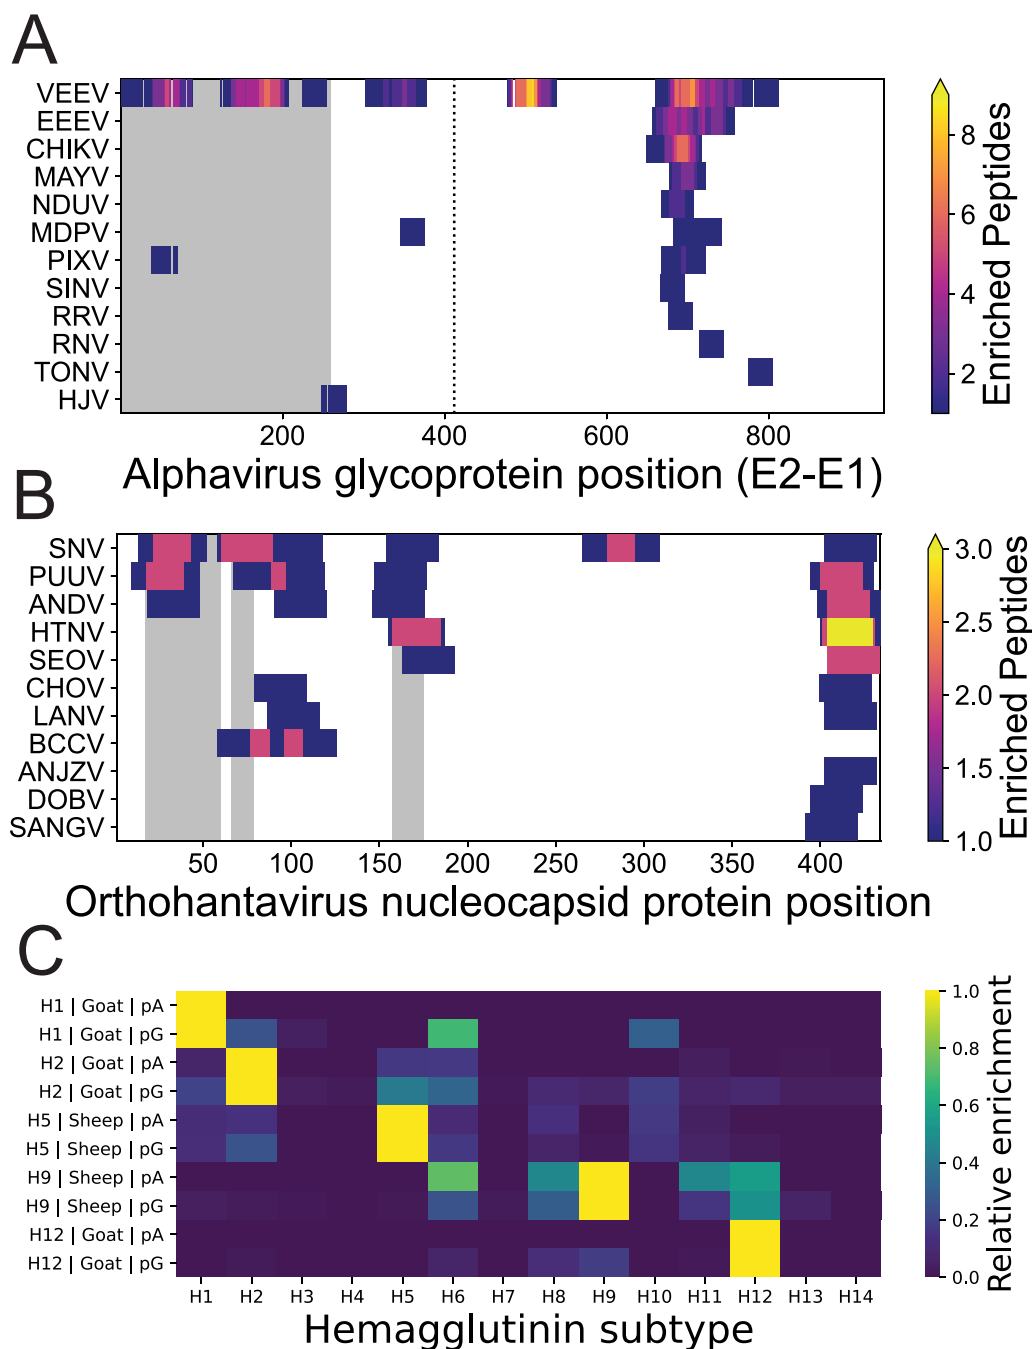 A
VEEV
EEEV
CHIKV
MAYV
NDUV
MDPV
PIXV
SINV
RRV
RNV
TONV
HJV
200 400 600 800
Alphavirus glycoprotein position (E2-E1)
8
6
4
2
Enriched Peptides
B
SNV
PUUV
ANDV
HTNV
SEOV
CHOV
LANV
BCCV
ANJZV
DOBV
SANGV
50 100 150 200 250 300 350 400
Orthohantavirus nucleocapsid protein position
3.0
2.5
2.0
1.5
1.0
Enriched Peptides
C
H1 | Goat | pA
H1 | Goat | pG
H2 | Goat | pA
H2 | Goat | pG
H5 | Sheep | pA
H5 | Sheep | pG
H9 | Sheep | pA
H9 | Sheep | pG
H12 | Goat | pA
H12 | Goat | pG
H1 H2 H3 H4 H5 H6 H7 H8 H9 H10 H11 H12 H13 H14
Hemagglutinin subtype
1.0
0.8
0.6
0.4
0.2
0.0
Relative enrichment